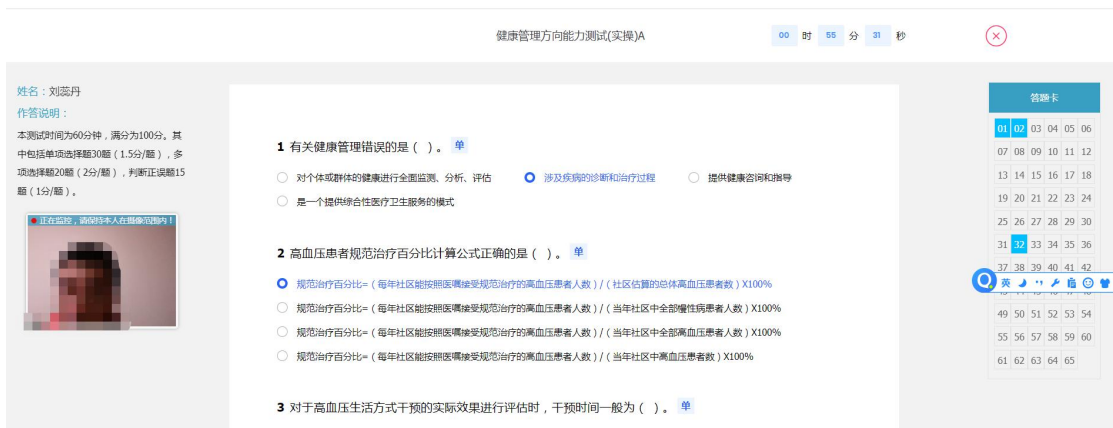 健康管理方向能力测试(实操)A
00 时 55 分 31 秒
姓名：刘蕊丹
作答说明：
本测试时间为60分钟，满分为100分。其
中包括单项选择题30题（1.5分/题），多
项选择题20题（2分/题），判断正误题15
题（1分/题）。
正在监控，请保持本人在摄像范围内！
1 有关健康管理错误的是（ ）。 单
对个体或群体的健康进行全面监测、分析、评估 涉及疾病的诊断和治疗过程 提供健康咨询和指导
是一个提供综合性医疗卫生服务的模式
2 高血压患者规范治疗百分比计算公式正确的是（ ）。 单
规范治疗百分比=（每年社区能按照医嘱接受规范治疗的高血压患者人数）/（社区估算的总体高血压患者数）X100%
规范治疗百分比=（每年社区能按照医嘱接受规范治疗的高血压患者人数）/（当年社区中全部慢性病患者人数）X100%
规范治疗百分比=（每年社区能按照医嘱接受规范治疗的高血压患者人数）/（当年社区中全部高血压患者人数）X100%
规范治疗百分比=（每年社区能按照医嘱接受规范治疗的高血压患者人数）/（当年社区中高血压患者数）X100%
3 对于高血压生活方式干预的实际效果进行评估时，干预时间一般为（ ）。 单
答题卡
01 02 03 04 05 06
07 08 09 10 11 12
13 14 15 16 17 18
19 20 21 22 23 24
25 26 27 28 29 30
31 32 33 34 35 36
37 38 39 40 41 42
英
49 50 51 52 53 54
55 56 57 58 59 60
61 62 63 64 65